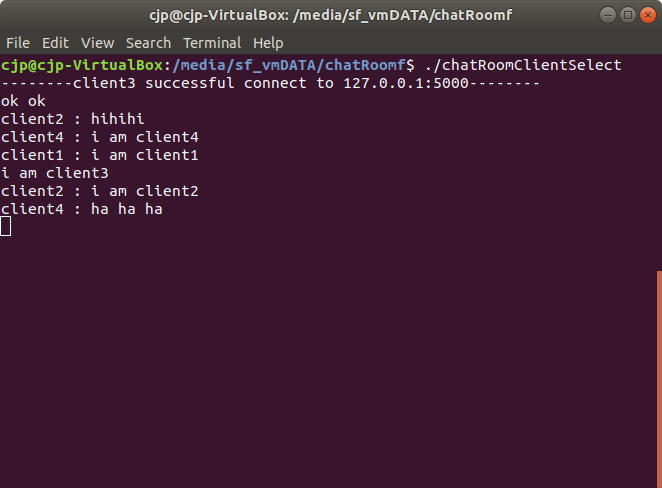 cjp@cjp-VirtualBox: /media/sf_vmDATA/chatRoomf
File Edit View Search Terminal Help
cjp@cjp-VirtualBox:/media/sf_vmDATA/chatRoomf$ ./chatRoomClientSelect
--------client3 successful connect to 127.0.0.1:5000--------
ok ok
client2 : hihihi
client4 : i am client4
client1 : i am client1
i am client3
client2 : i am client2
client4 : ha ha ha